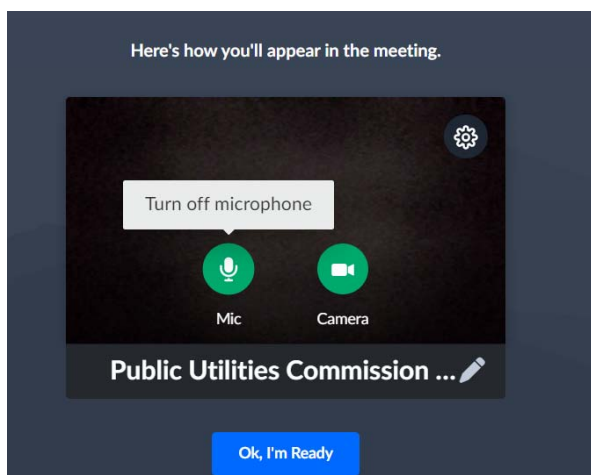 Here's how you'll appear in the meeting.
Turn off microphone
Mic Camera
Public Utilities Commission ...
Ok, I'm Ready